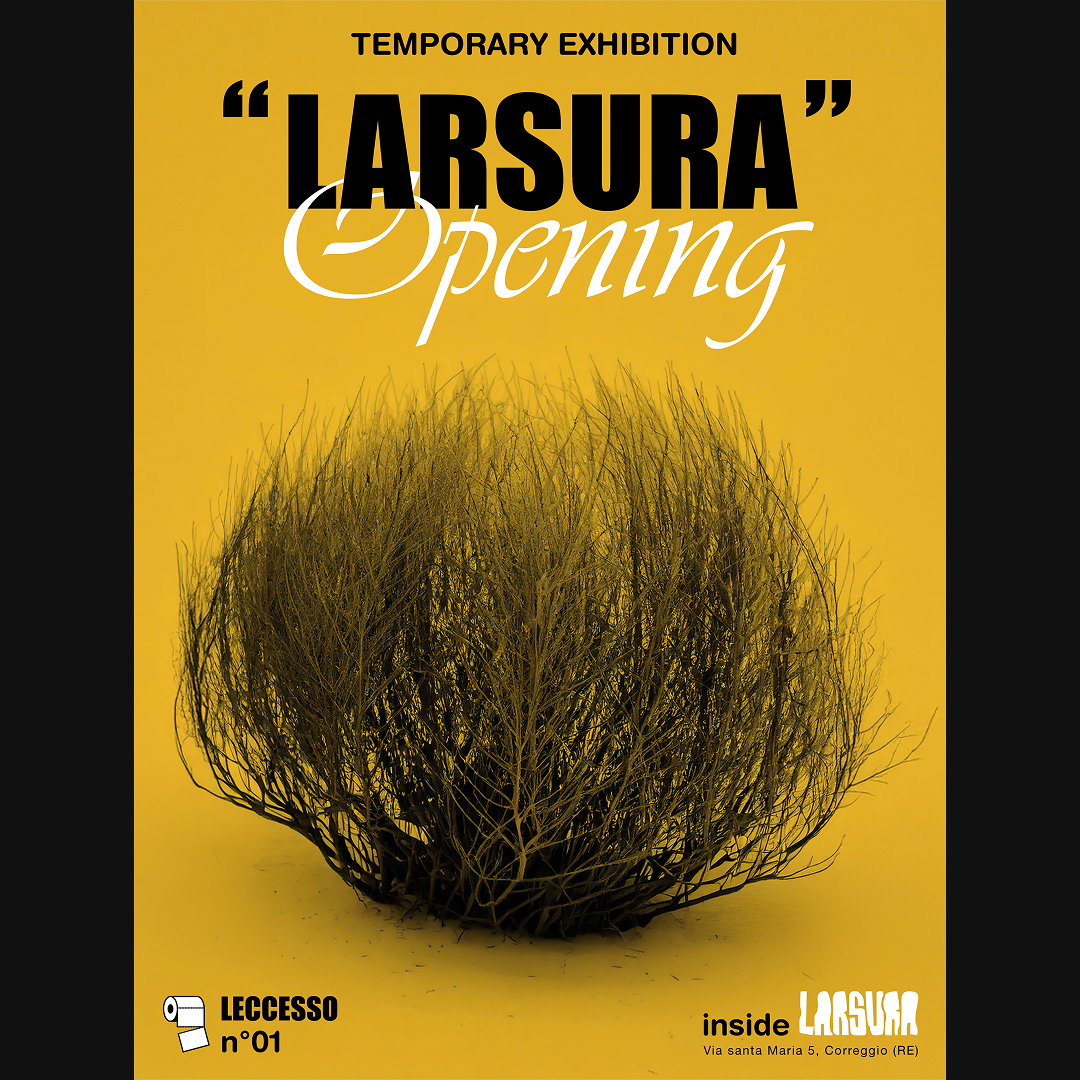 TEMPORARY EXHIBITION
“LARSURA”
Opening
LECCESSO
n°01
inside LARSURA
Via santa Maria 5, Correggio (RE)